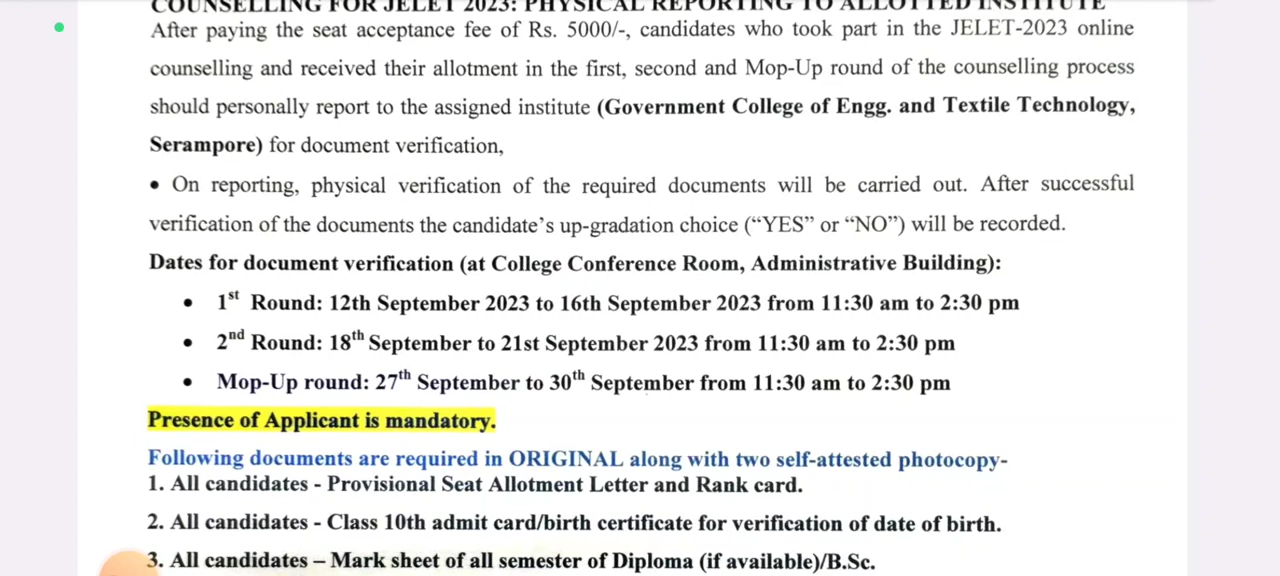 COUNSELLING FOR JELET 2023: PHYSICAL REPORTING TO ALLOTTED INSTITUTE
After paying the seat acceptance fee of Rs. 5000/-, candidates who took part in the JELET-2023 online
counselling and received their allotment in the first, second and Mop-Up round of the counselling process
should personally report to the assigned institute (Government College of Engg. and Textile Technology,
Serampore) for document verification,
• On reporting, physical verification of the required documents will be carried out. After successful
verification of the documents the candidate’s up-gradation choice (“YES” or “NO”) will be recorded.
Dates for document verification (at College Conference Room, Administrative Building):
• 1st Round: 12th September 2023 to 16th September 2023 from 11:30 am to 2:30 pm
• 2nd Round: 18th September to 21st September 2023 from 11:30 am to 2:30 pm
• Mop-Up round: 27th September to 30th September from 11:30 am to 2:30 pm
Presence of Applicant is mandatory.
Following documents are required in ORIGINAL along with two self-attested photocopy-
1. All candidates - Provisional Seat Allotment Letter and Rank card.
2. All candidates - Class 10th admit card/birth certificate for verification of date of birth.
3. All candidates – Mark sheet of all semester of Diploma (if available)/B.Sc.